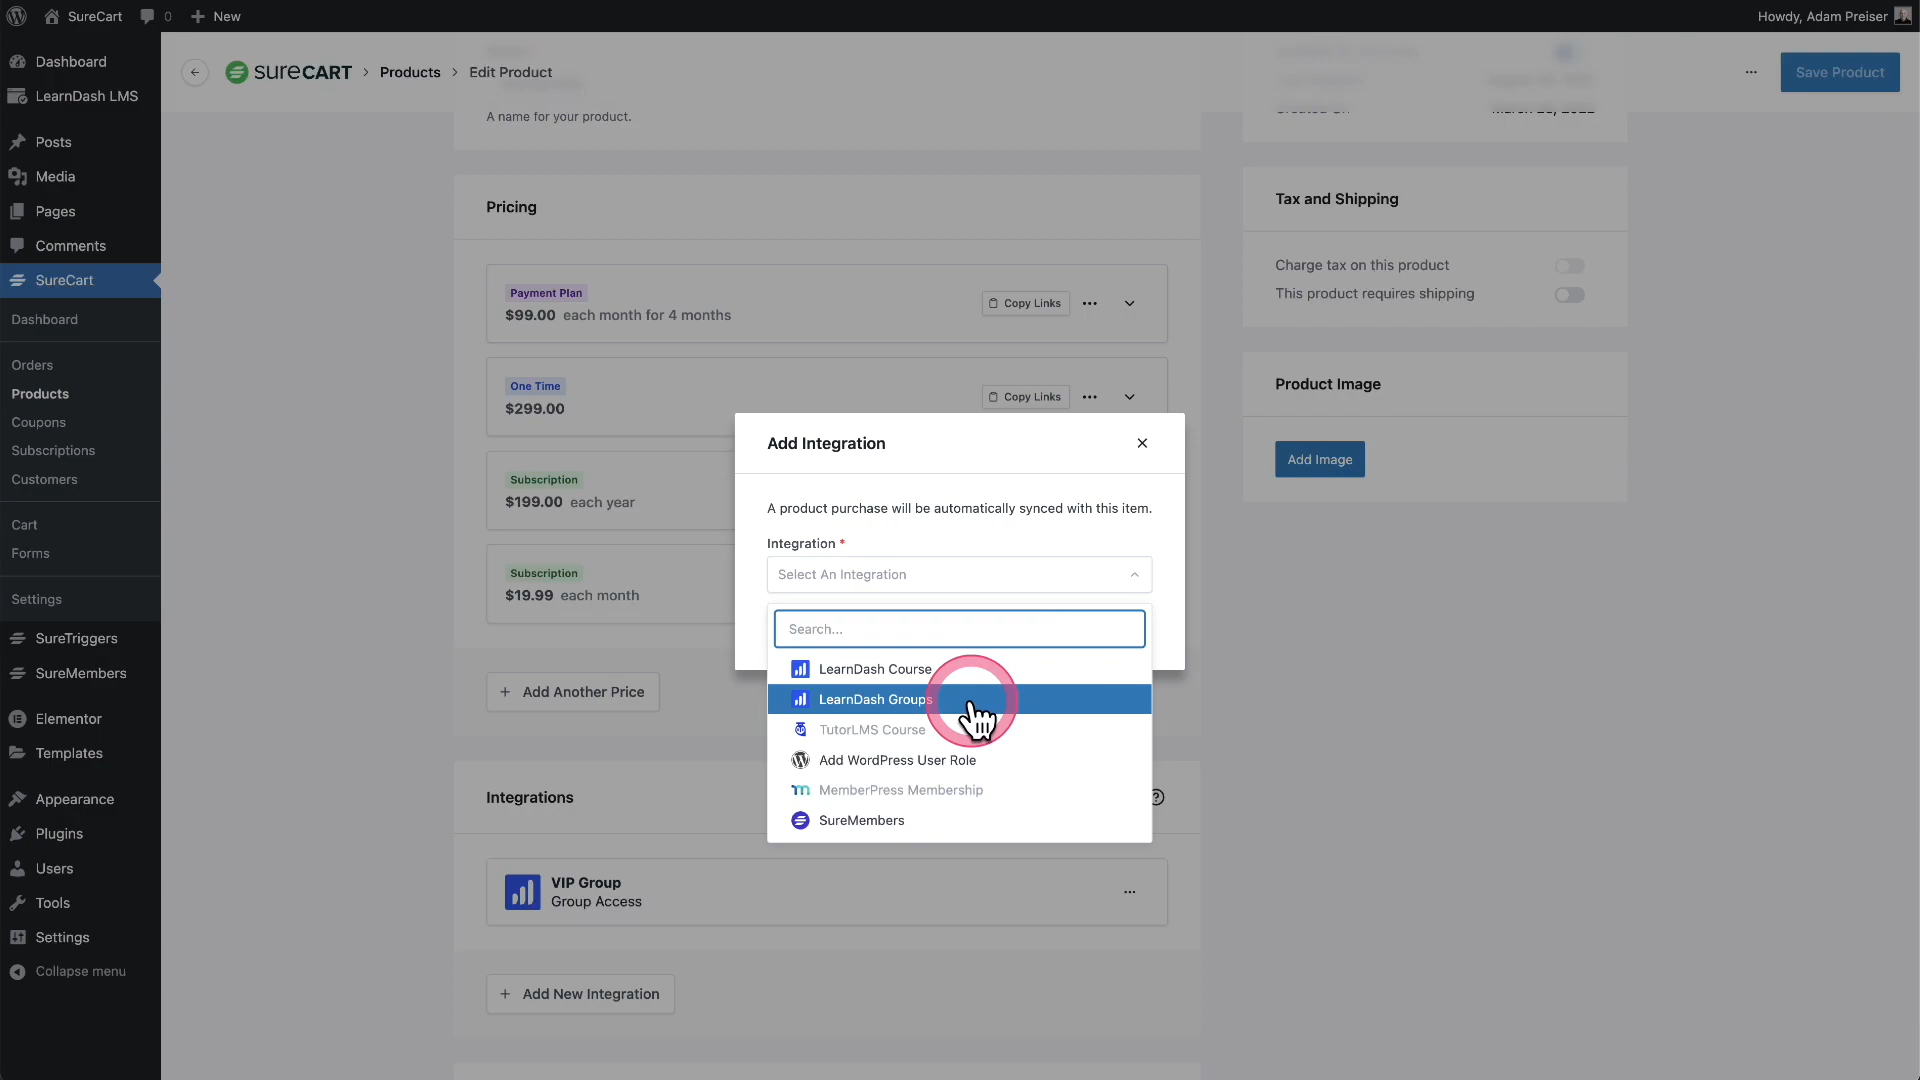 SureCart
0
New
Howdy, Adam Preiser
Dashboard
LearnDash LMS
Posts
Media
Pages
Comments
SureCart
Dashboard
Orders
Products
Coupons
Subscriptions
Customers
Cart
Forms
Settings
SureTriggers
SureMembers
Elementor
Templates
Appearance
Plugins
Users
Tools
Settings
Collapse menu
SURECART > Products > Edit Product
Save Product
A name for your product.
Pricing
Payment Plan
$99.00 each month for 4 months
Copy Links
One Time
$299.00
Copy Links
Subscription
$199.00 each year
Subscription
$19.99 each month
+ Add Another Price
Integrations
VIP Group
Group Access
+ Add New Integration
Add Integration
A product purchase will be automatically synced with this item.
Integration *
Select An Integration
Search...
LearnDash Course
LearnDash Groups
TutorLMS Course
Add WordPress User Role
MemberPress Membership
SureMembers
Tax and Shipping
Charge tax on this product
This product requires shipping
Product Image
Add Image